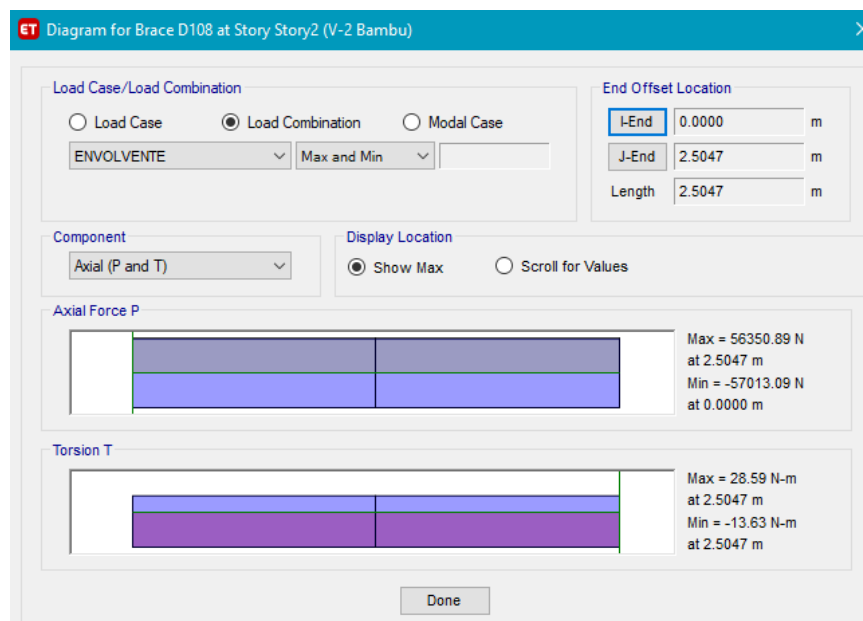 ET Diagram for Brace D108 at Story Story2 (V-2 Bambu)
Load Case/Load Combination
Load Case Load Combination Modal Case
ENVOLVENTE Max and Min
End Offset Location
I-End 0.0000 m
J-End 2.5047 m
Length 2.5047 m
Component
Axial (P and T)
Display Location
Show Max Scroll for Values
Axial Force P
Max = 56350.89 N
at 2.5047 m
Min = -57013.09 N
at 0.0000 m
Torsion T
Max = 28.59 N-m
at 2.5047 m
Min = -13.63 N-m
at 2.5047 m
Done